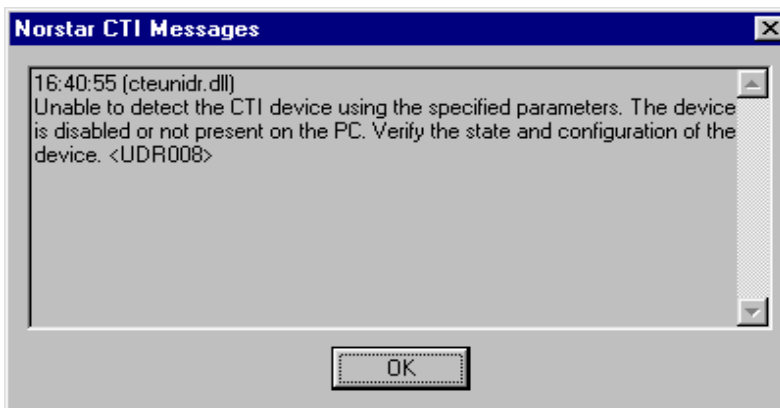 Norstar CTI Messages
16:40:55 (cteunidr.dll)
Unable to detect the CTI device using the specified parameters. The device
is disabled or not present on the PC. Verify the state and configuration of the
device. <UDR008>
OK